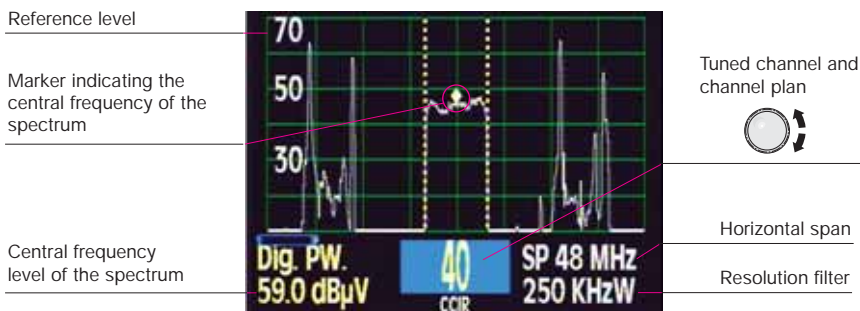 Reference level
Marker indicating the
central frequency of the
spectrum
Central frequency
level of the spectrum
70
50
30
Dig. PW.
59.0 dBµV
40
CCIR
SP 48 MHz
250 KHzW
Tuned channel and
channel plan
Horizontal span
Resolution filter